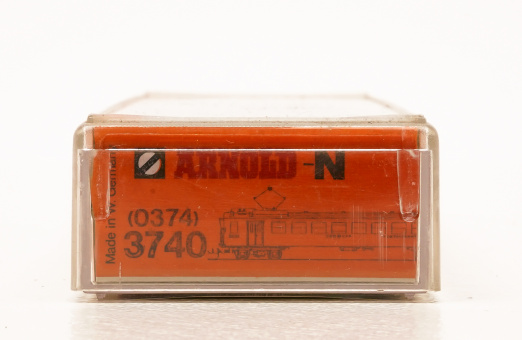 ARNOLD-N
(0374)
3740
Made in W. Germany